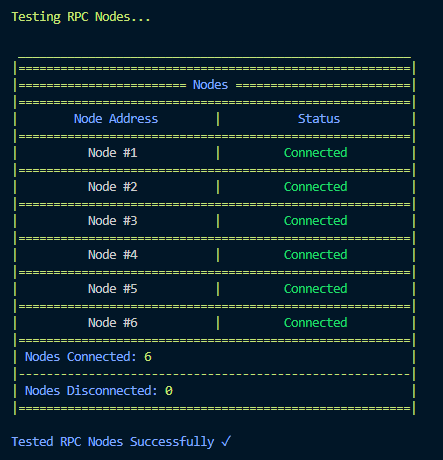 Testing RPC Nodes...
________________________________________________________
|========================================================|
|======================== Nodes =========================|
|========================================================|
| Node Address | Status |
|========================================================|
| Node #1 | Connected |
|========================================================|
| Node #2 | Connected |
|========================================================|
| Node #3 | Connected |
|========================================================|
| Node #4 | Connected |
|========================================================|
| Node #5 | Connected |
|========================================================|
| Node #6 | Connected |
|========================================================|
| Nodes Connected: 6 |
|--------------------------------------------------------|
| Nodes Disconnected: 0 |
|========================================================|
Tested RPC Nodes Successfully ✓